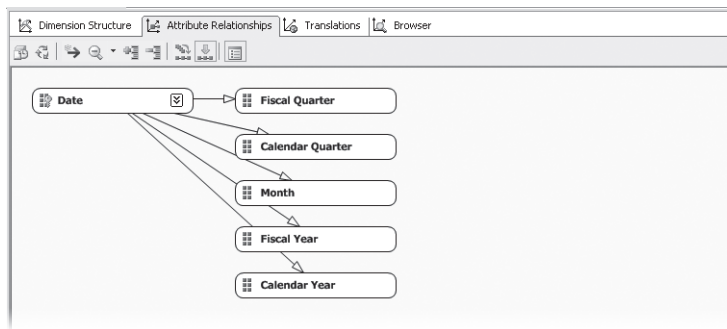 Dimension Structure Attribute Relationships Translations Browser
Date Fiscal Quarter
Calendar Quarter
Month
Fiscal Year
Calendar Year